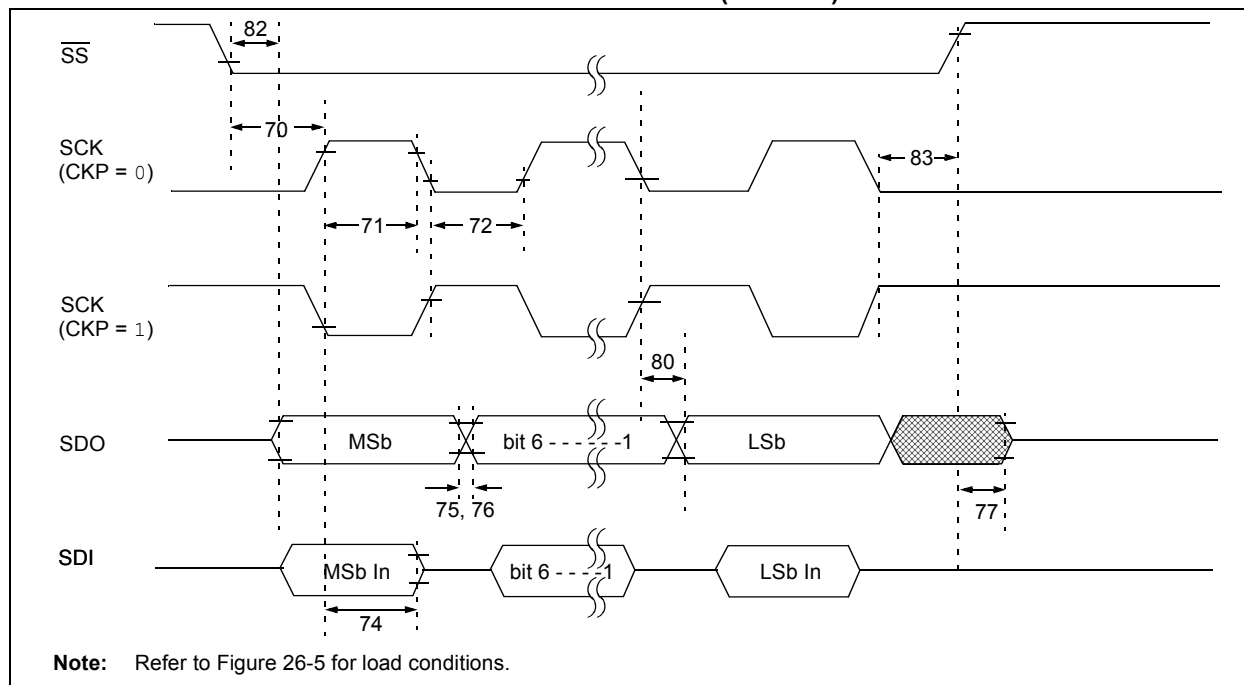 82
SS
70
SCK
(CKP = 0)
83
71
72
SCK
(CKP = 1)
80
SDO
MSb
bit 6 - - - - - -1
LSb
75, 76
77
SDI
MSb In
bit 6 - - - -1
LSb In
74
Note: Refer to Figure 26-5 for load conditions.